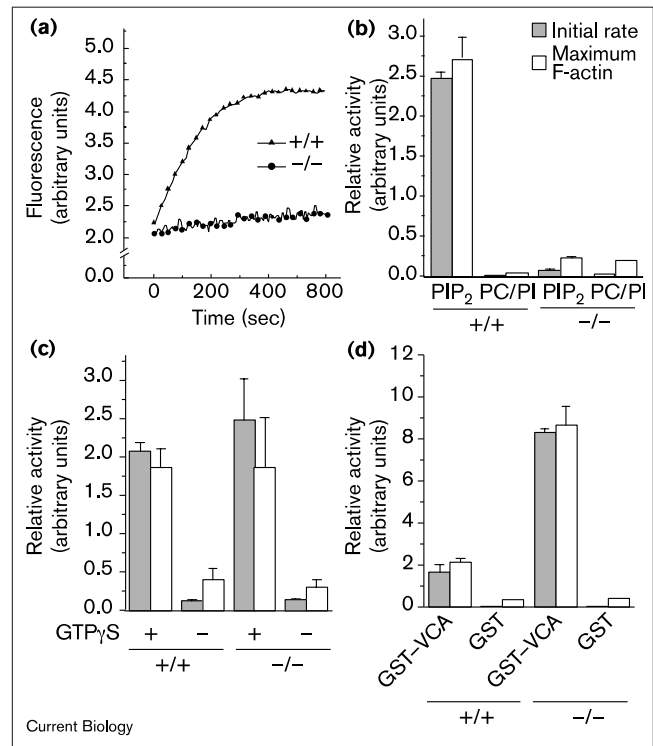 (a)
Fluorescence
(arbitrary units)
5.0
4.5
4.0
3.5
3.0
2.5
2.0
0.0
+/+
−/−
0 200 400 800
Time (sec)
(b)
Initial rate
Maximum
F-actin
Relative activity
(arbitrary units)
3.0
2.5
2.0
1.5
1.0
0.5
0.0
PIP2 PC/PI PIP2 PC/PI
+/+ −/−
(c)
Relative activity
(arbitrary units)
3.0
2.5
2.0
1.5
1.0
0.5
0.0
GTPγS + − + −
+/+ −/−
(d)
Relative activity
(arbitrary units)
12
10
8
6
4
2
0
GST–VCA GST GST–VCA GST
+/+ −/−
Current Biology